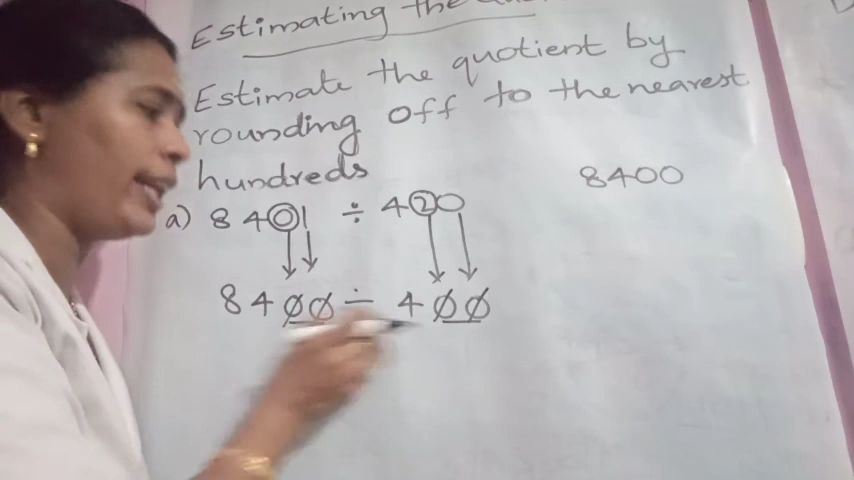 Estimating the
Estimate the quotient by
rounding off to the nearest
hundreds
8400
a) 8401 ÷ 420
8400 ÷ 400